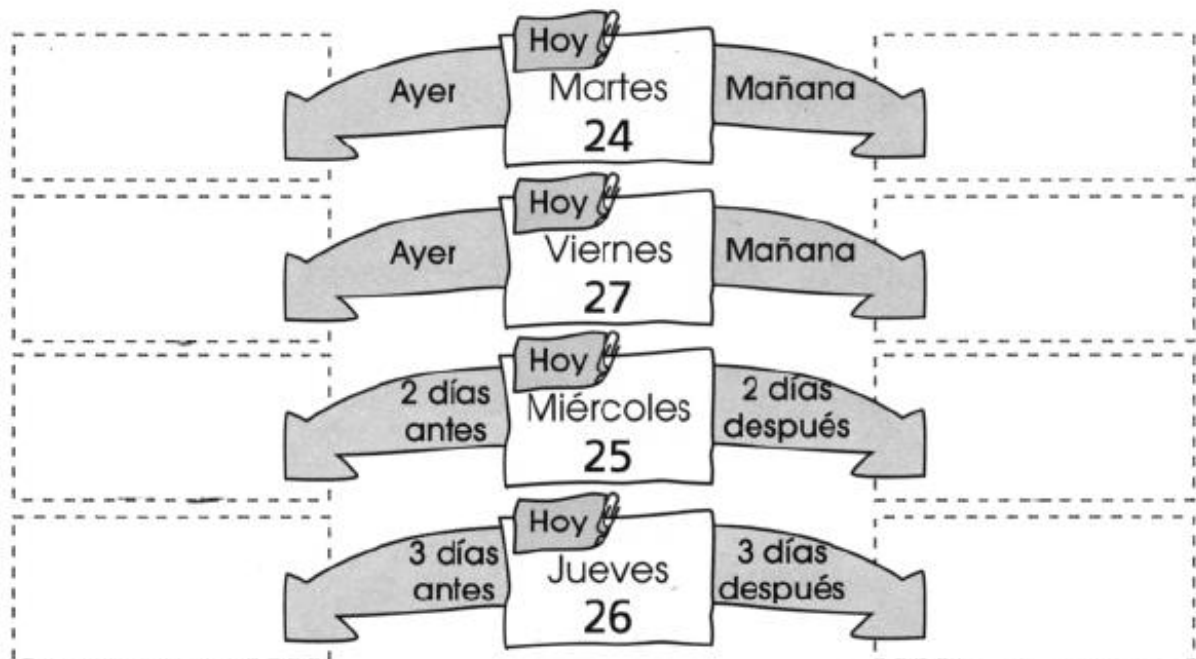 Hoy
Ayer Martes Mañana
24
Hoy
Ayer Viernes Mañana
27
Hoy
2 días 2 días
antes Miércoles después
25
Hoy
3 días 3 días
antes Jueves después
26